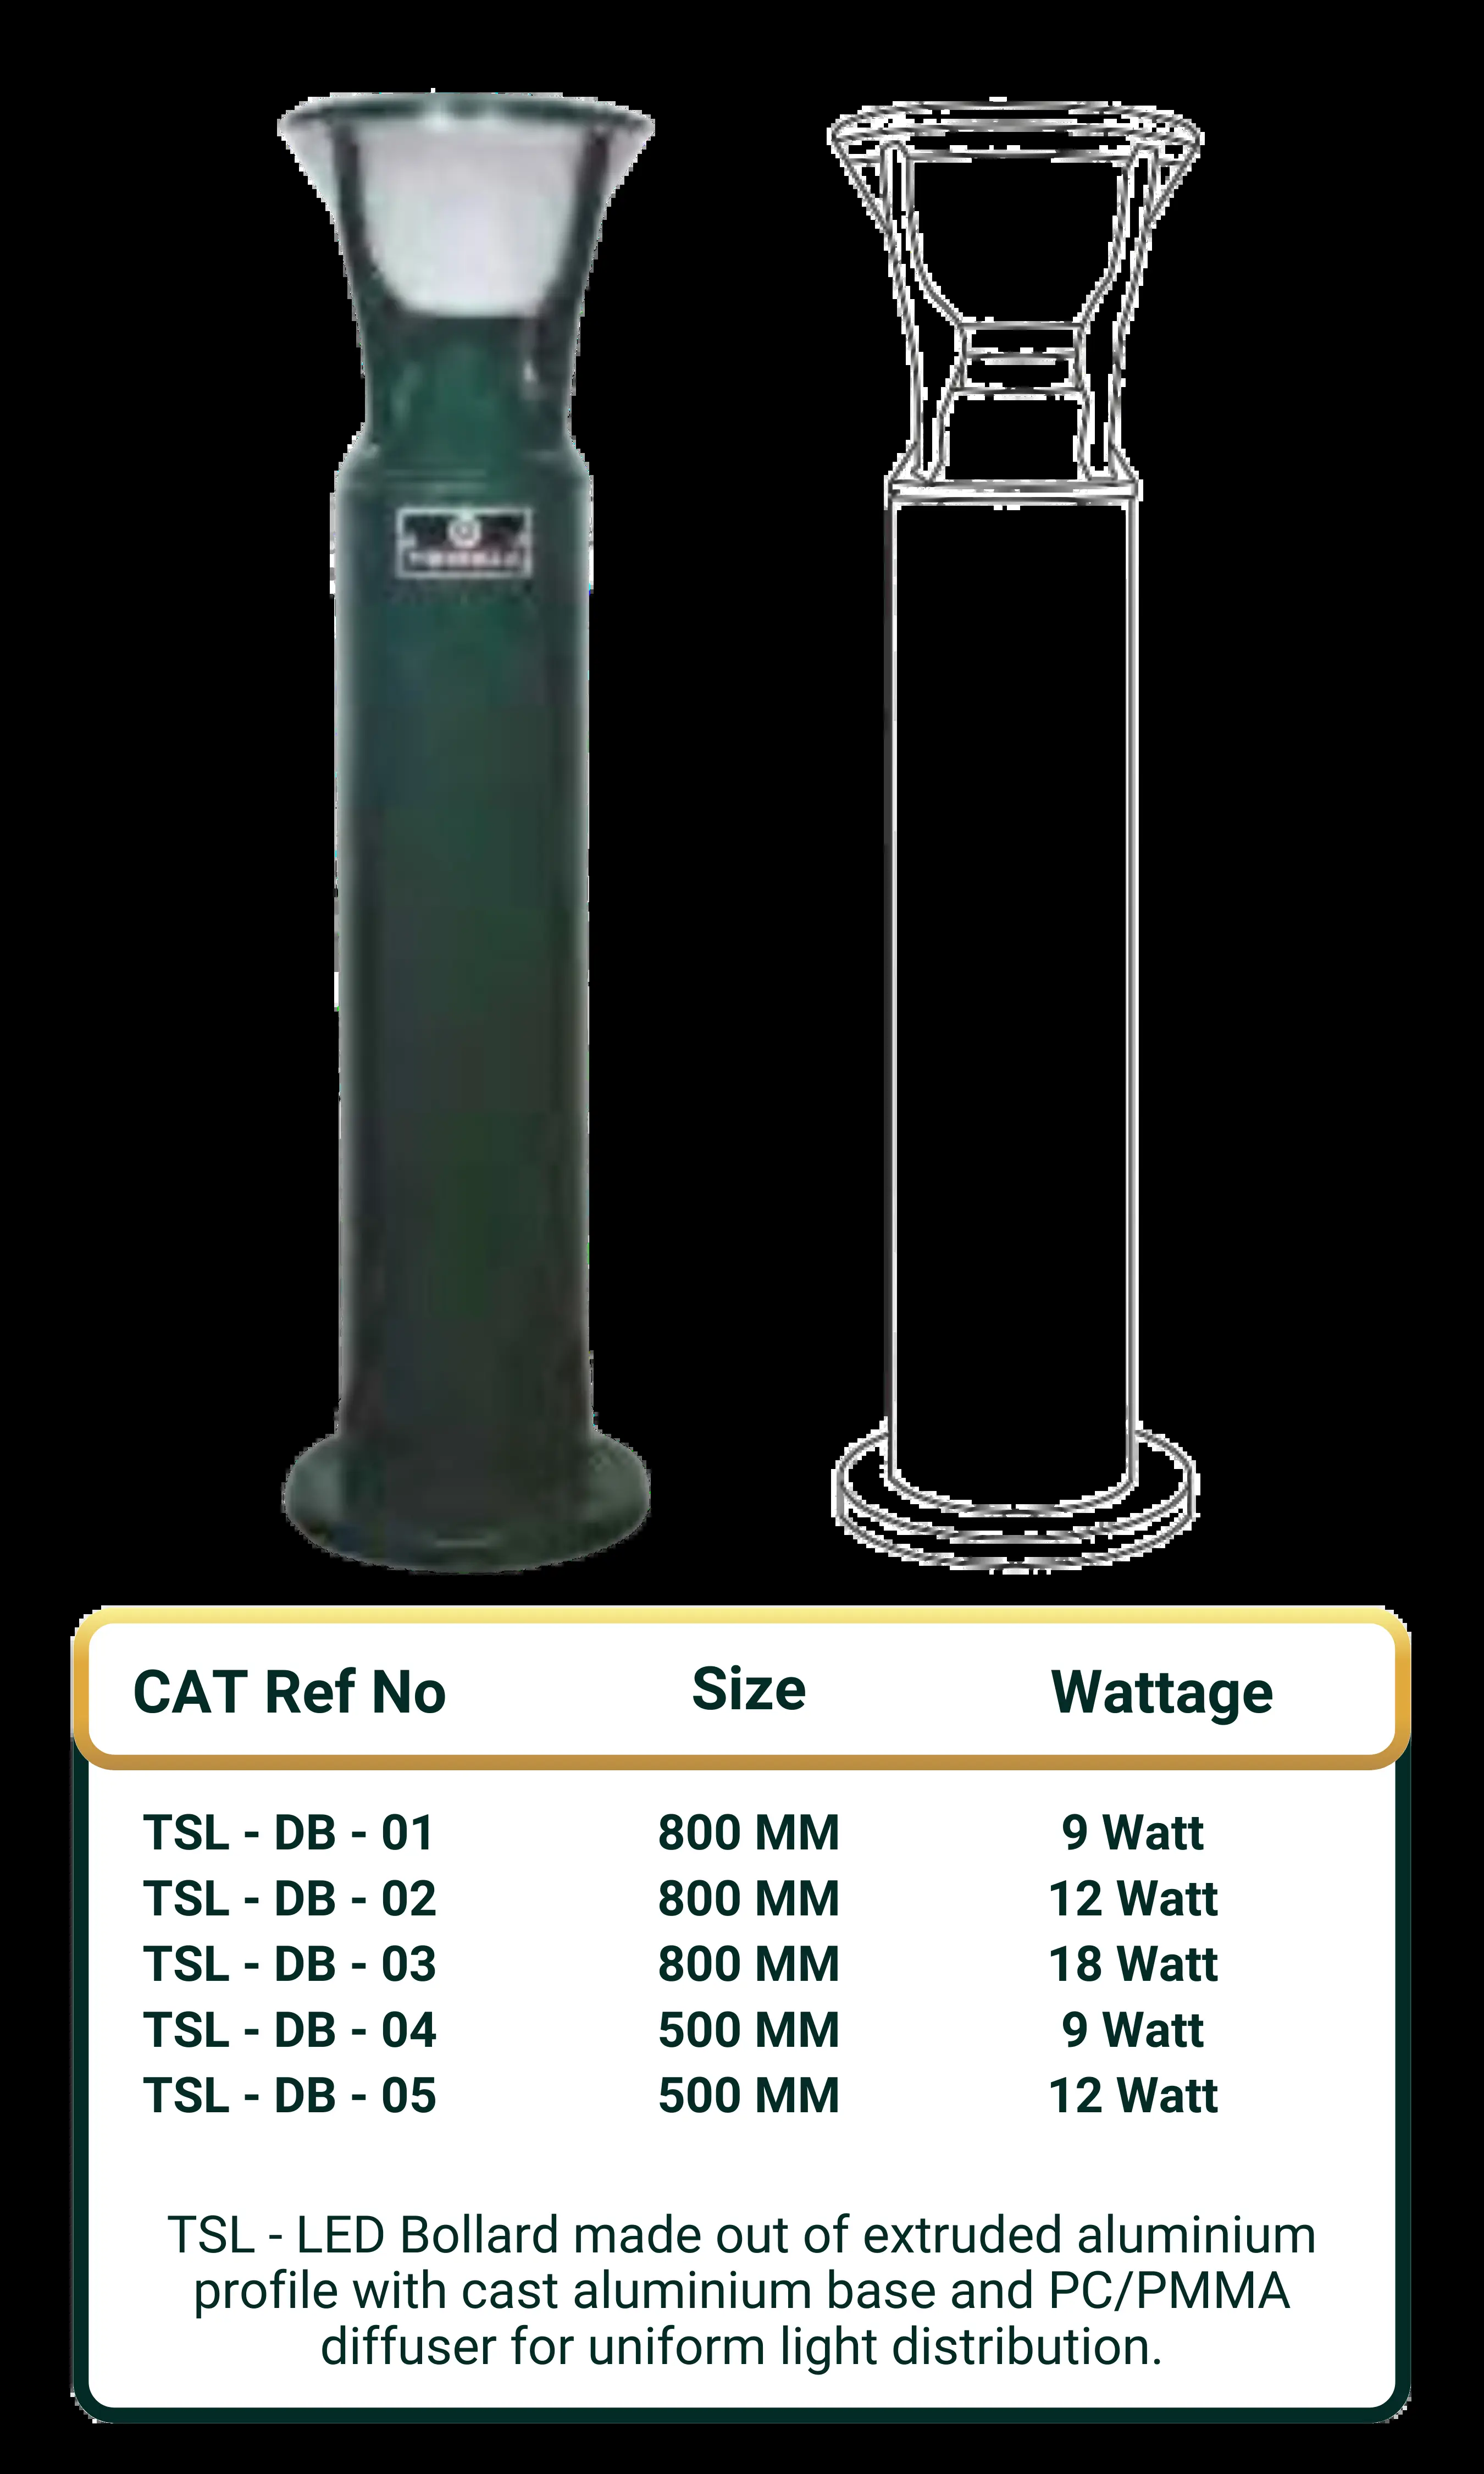 CAT Ref No Size Wattage
TSL - DB - 01 800 MM 9 Watt
TSL - DB - 02 800 MM 12 Watt
TSL - DB - 03 800 MM 18 Watt
TSL - DB - 04 500 MM 9 Watt
TSL - DB - 05 500 MM 12 Watt
TSL - LED Bollard made out of extruded aluminium
profile with cast aluminium base and PC/PMMA
diffuser for uniform light distribution.